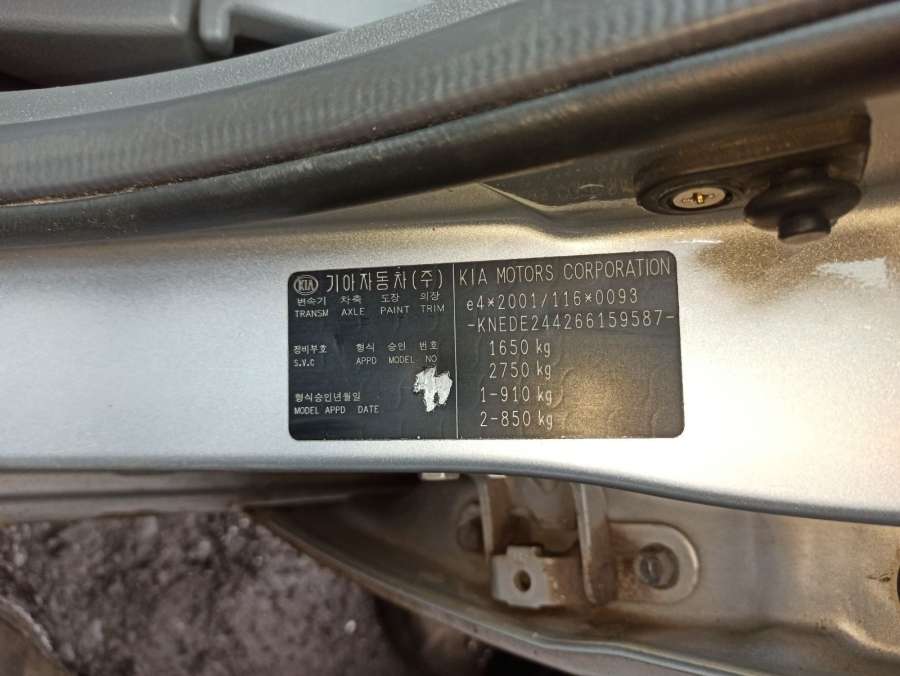 KIA 기아자동차(주)
변속기 차축 도장 의장
TRANSM AXLE PAINT TRIM
정비부호 형식 승인 번호
S.V.C APPD MODEL NO
형식승인년월일
MODEL APPD DATE
KIA MOTORS CORPORATION
e4*2001/116*0093
-KNEDE244266159587-
1650 kg
2750 kg
1-910 kg
2-850 kg